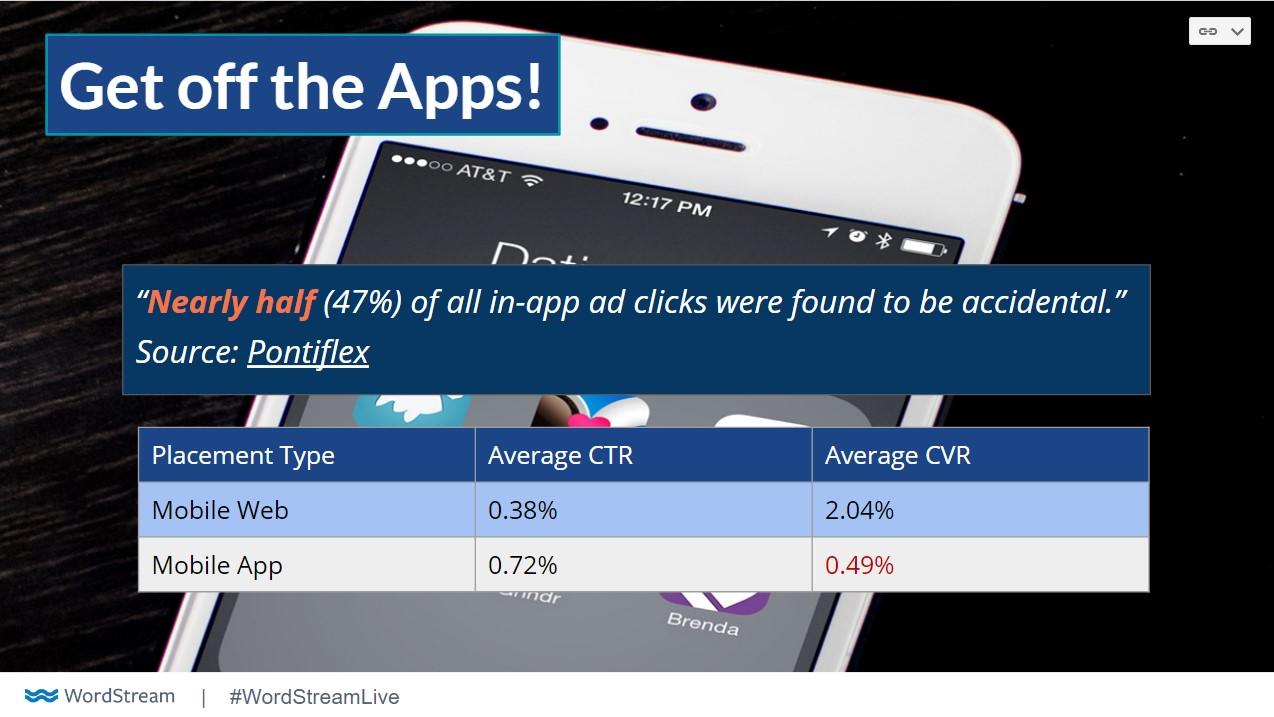 Get off the Apps!
●●●○○ AT&T
12:17 PM
“Nearly half (47%) of all in-app ad clicks were found to be accidental.”
Source: Pontiflex
Placement Type Average CTR Average CVR
Mobile Web 0.38% 2.04%
Mobile App 0.72% 0.49%
Grindr
Brenda
WordStream | #WordStreamLive